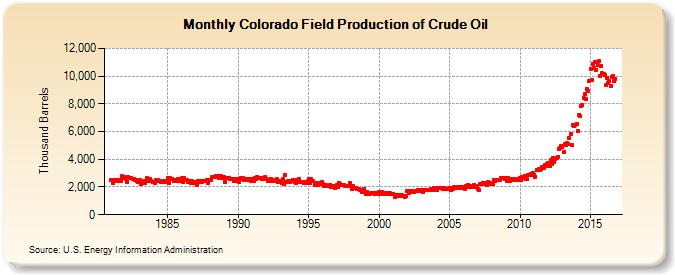 Monthly Colorado Field Production of Crude Oil
Thousand Barrels
12,000
10,000
8,000
6,000
4,000
2,000
0
1985 1990 1995 2000 2005 2010 2015
Source: U.S. Energy Information Administration